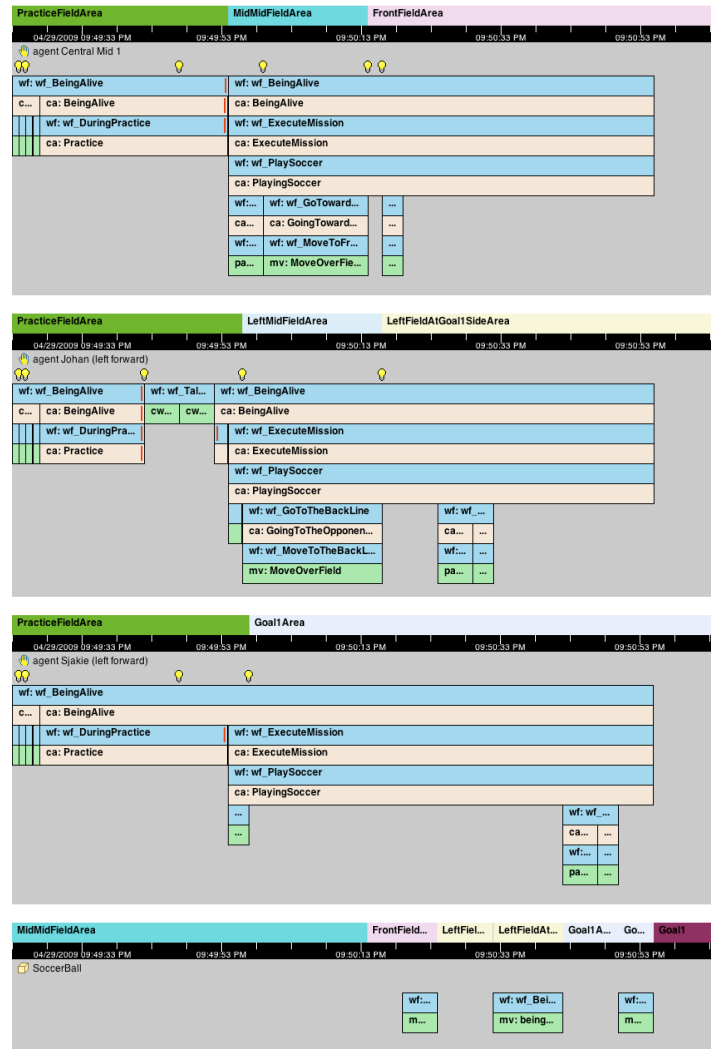 PracticeFieldArea MidMidFieldArea FrontFieldArea
04/29/2009 09:49:33 PM 09:49:53 PM 09:50:13 PM 09:50:33 PM 09:50:53 PM
agent Central Mid 1
wf: wf_BeingAlive wf: wf_BeingAlive
c... ca: BeingAlive ca: BeingAlive
wf: wf_DuringPractice wf: wf_ExecuteMission
ca: Practice ca: ExecuteMission
wf: wf_PlaySoccer
ca: PlayingSoccer
wf:... wf: wf_GoToward... ...
ca... ca: GoingToward... ...
wf:... wf: wf_MoveToFr... ...
pa... mv: MoveOverFie... ...
PracticeFieldArea LeftMidFieldArea LeftFieldAtGoal1SideArea
04/29/2009 09:49:33 PM 09:49:53 PM 09:50:13 PM 09:50:33 PM 09:50:53 PM
agent Johan (left forward)
wf: wf_BeingAlive wf: wf_Tal... wf: wf_BeingAlive
c... ca: BeingAlive cw... cw... ca: BeingAlive
wf: wf_DuringPra... wf: wf_ExecuteMission
ca: Practice ca: ExecuteMission
wf: wf_PlaySoccer
ca: PlayingSoccer
wf: wf_GoToTheBackLine wf: wf_...
ca: GoingToTheOpponen... ca... ...
wf: wf_MoveToTheBackL... wf:... ...
mv: MoveOverField pa... ...
PracticeFieldArea Goal1Area
04/29/2009 09:49:33 PM 09:49:53 PM 09:50:13 PM 09:50:33 PM 09:50:53 PM
agent Sjakie (left forward)
wf: wf_BeingAlive
c... ca: BeingAlive
wf: wf_DuringPractice wf: wf_ExecuteMission
ca: Practice ca: ExecuteMission
wf: wf_PlaySoccer
ca: PlayingSoccer
... wf: wf_...
... ca... ...
wf:... ...
pa... ...
MidMidFieldArea FrontField... LeftFiel... LeftFieldAt... Goal1A... Go... Goal1
04/29/2009 09:49:33 PM 09:49:53 PM 09:50:13 PM 09:50:33 PM 09:50:53 PM
SoccerBall
wf:... wf: wf_Bei... wf:...
m... mv: being... m...